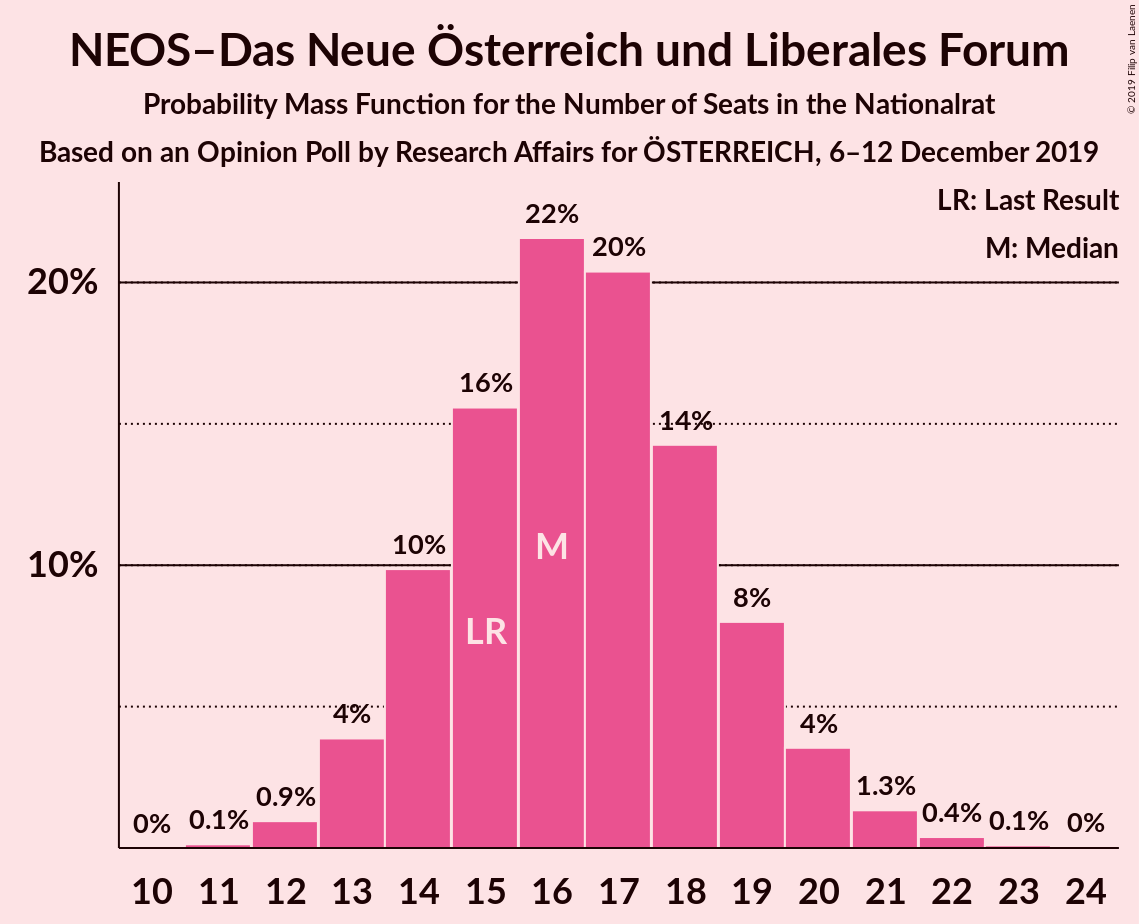 NEOS–Das Neue Österreich und Liberales Forum
Probability Mass Function for the Number of Seats in the Nationalrat
Based on an Opinion Poll by Research Affairs for ÖSTERREICH, 6–12 December 2019
© 2019 Filip van Laenen
LR: Last Result
M: Median
20%
10%
0%
0.1%
0.9%
4%
10%
16%
22%
20%
14%
8%
4%
1.3%
0.4%
0.1%
0%
LR
M
10 11 12 13 14 15 16 17 18 19 20 21 22 23 24